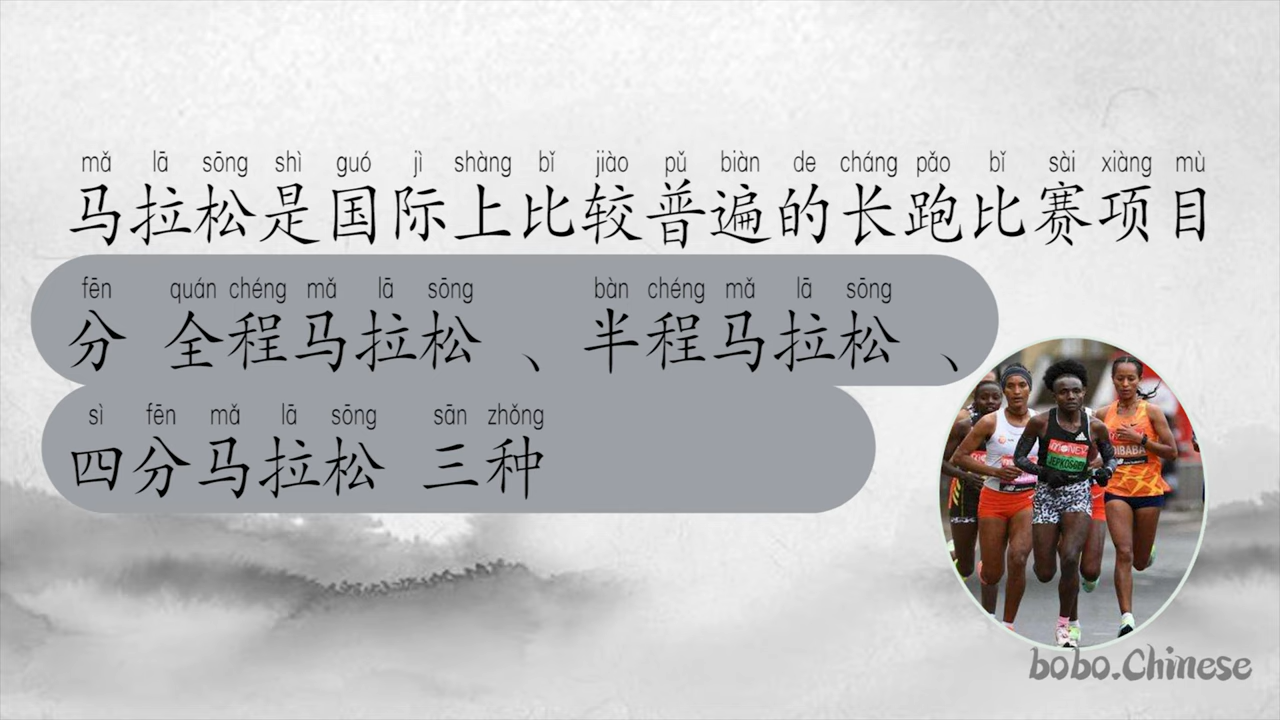 mǎ lā sōng shì guó jì shàng bǐ jiào pǔ biàn de cháng pǎo bǐ sài xiàng mù
马拉松是国际上比较普遍的长跑比赛项目
fēn quán chéng mǎ lā sōng bàn chéng mǎ lā sōng
分 全程马拉松 、半程马拉松 、
sì fēn mǎ lā sōng sān zhǒng
四分马拉松 三种
JEPKOSGEI
DIBABA
bobo.Chinese